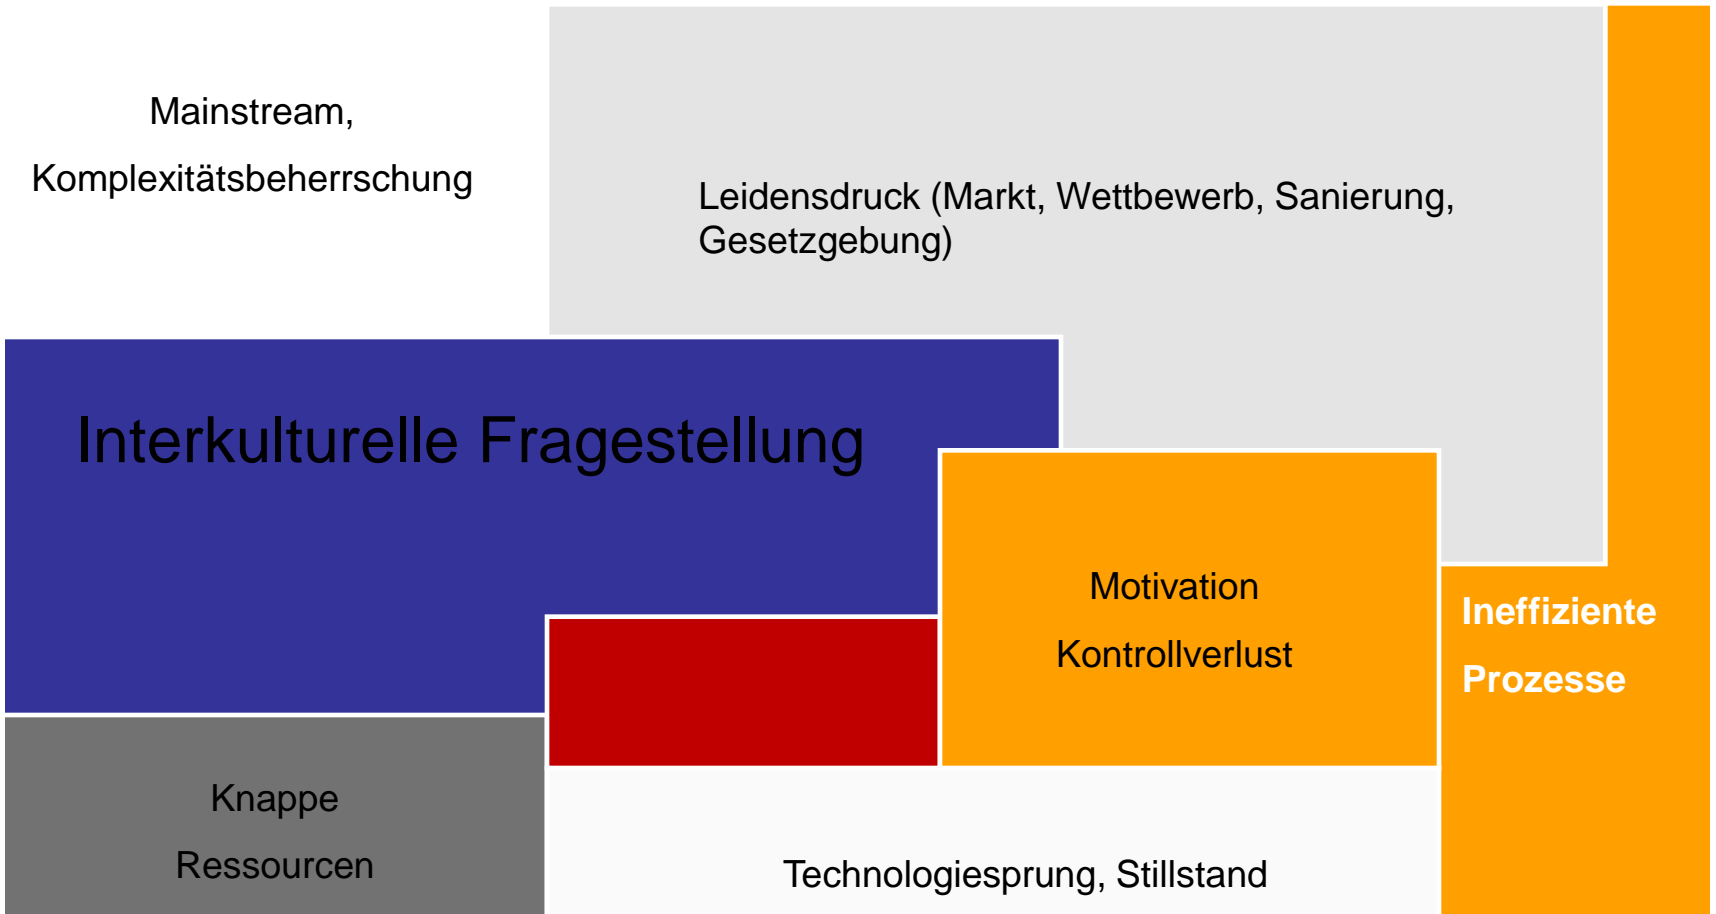 Mainstream,
Komplexitätsbeherrschung
Leidensdruck (Markt, Wettbewerb, Sanierung,
Gesetzgebung)
Interkulturelle Fragestellung
Motivation
Kontrollverlust
Ineffiziente
Prozesse
Knappe
Ressourcen
Technologiesprung, Stillstand